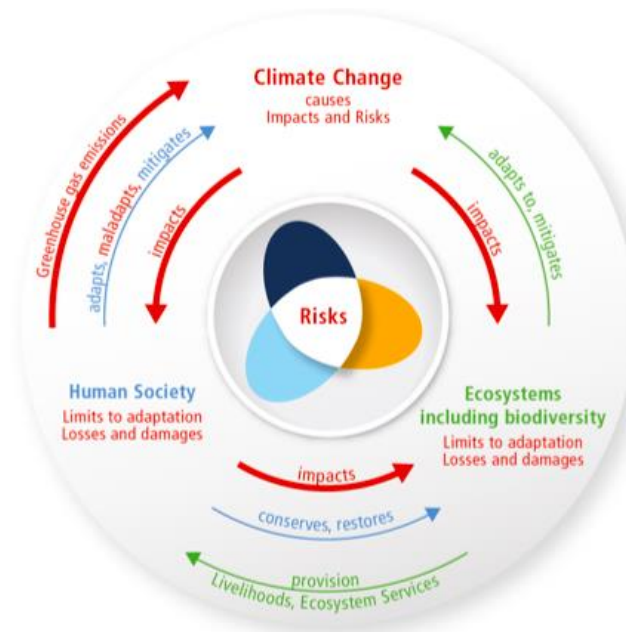 Climate Change
causes
Impacts and Risks
Greenhouse gas emissions
adapts, maladapts, mitigates
impacts
impacts
adapts to, mitigates
Risks
Human Society
Limits to adaptation
Losses and damages
Ecosystems
including biodiversity
Limits to adaptation
Losses and damages
impacts
conserves, restores
provision
Livelihoods, Ecosystem Services